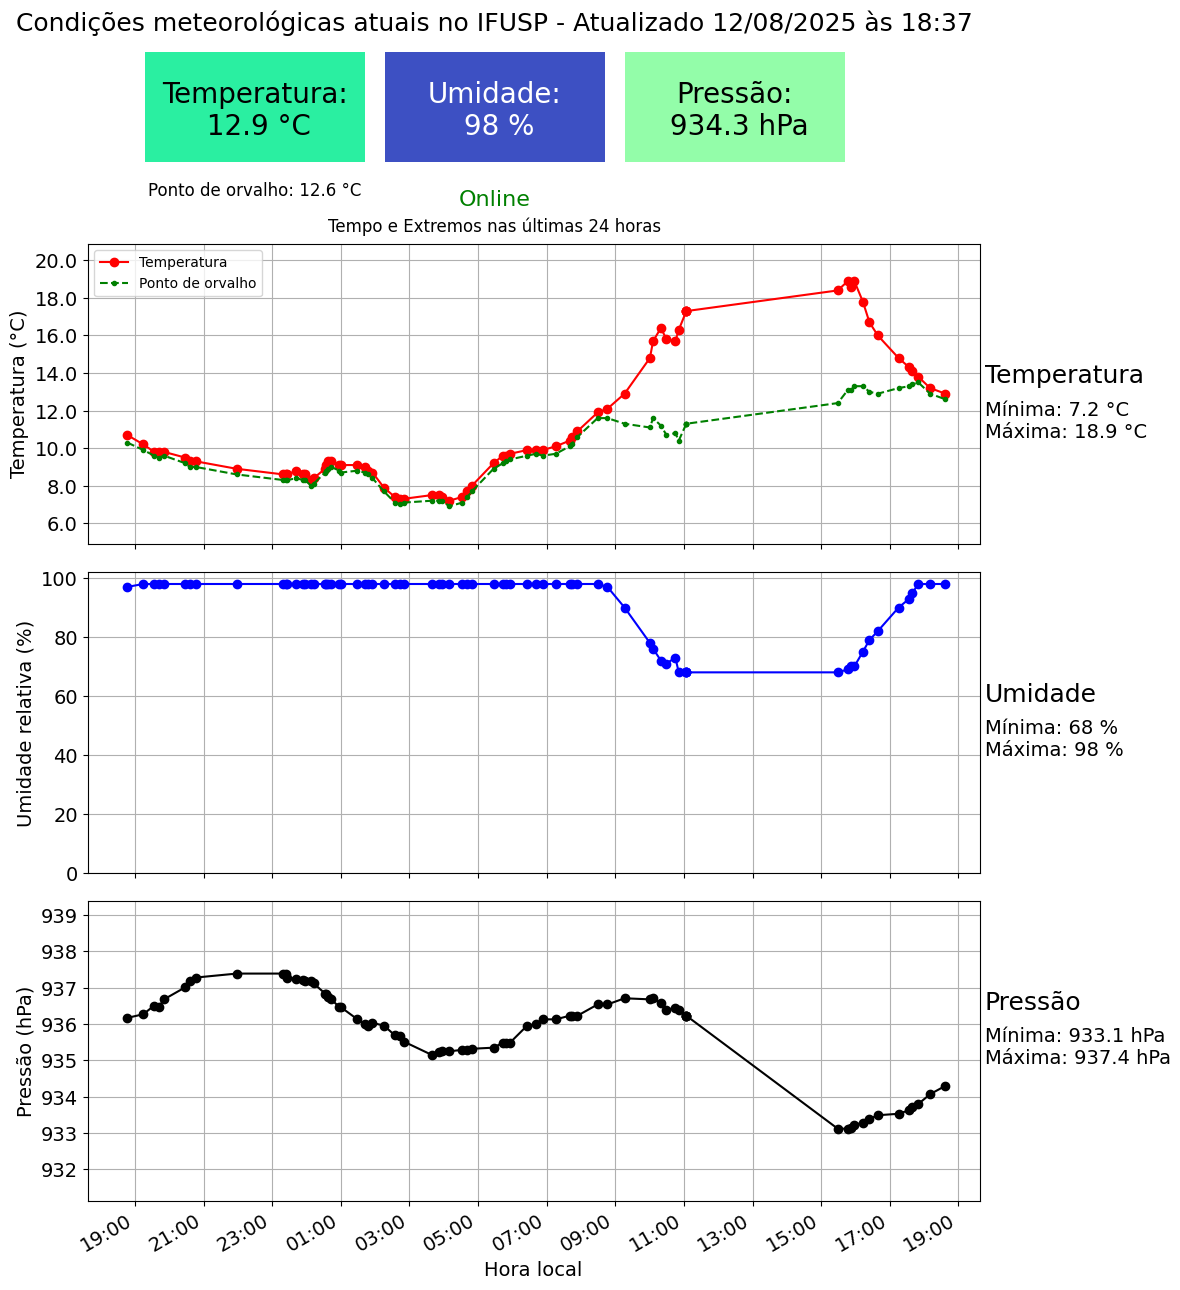 Condições meteorológicas atuais no IFUSP - Atualizado 12/08/2025 às 18:37
Temperatura:
12.9 °C
Umidade:
98 %
Pressão:
934.3 hPa
Ponto de orvalho: 12.6 °C
Online
Tempo e Extremos nas últimas 24 horas
Temperatura
Ponto de orvalho
Temperatura (°C)
20.0
18.0
16.0
14.0
12.0
10.0
8.0
6.0
Temperatura
Mínima: 7.2 °C
Máxima: 18.9 °C
Umidade relativa (%)
100
80
60
40
20
0
Umidade
Mínima: 68 %
Máxima: 98 %
Pressão (hPa)
939
938
937
936
935
934
933
932
Pressão
Mínima: 933.1 hPa
Máxima: 937.4 hPa
19:00 21:00 23:00 01:00 03:00 05:00 07:00 09:00 11:00 13:00 15:00 17:00 19:00
Hora local